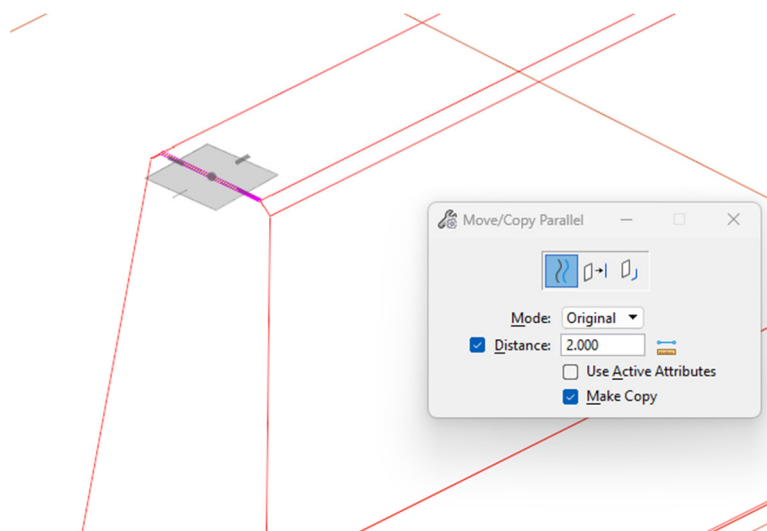 Move/Copy Parallel
Mode: Original
Distance: 2.000
Use Active Attributes
Make Copy